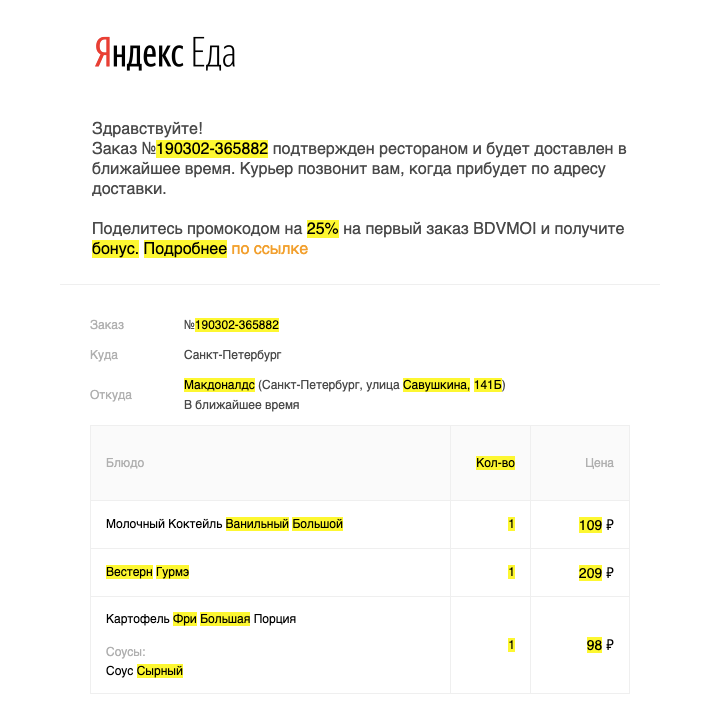 Яндекс Еда
Здравствуйте!
Заказ №190302-365882 подтвержден рестораном и будет доставлен в
ближайшее время. Курьер позвонит вам, когда прибудет по адресу
доставки.
Поделитесь промокодом на 25% на первый заказ BDVMOI и получите
бонус. Подробнее по ссылке
Заказ №190302-365882
Куда Санкт-Петербург
Откуда Макдоналдс (Санкт-Петербург, улица Савушкина, 141Б)
В ближайшее время
Блюдо Кол-во Цена
Молочный Коктейль Ванильный Большой 1 109 ₽
Вестерн Гурмэ 1 209 ₽
Картофель Фри Большая Порция 1 98 ₽
Соусы:
Соус Сырный